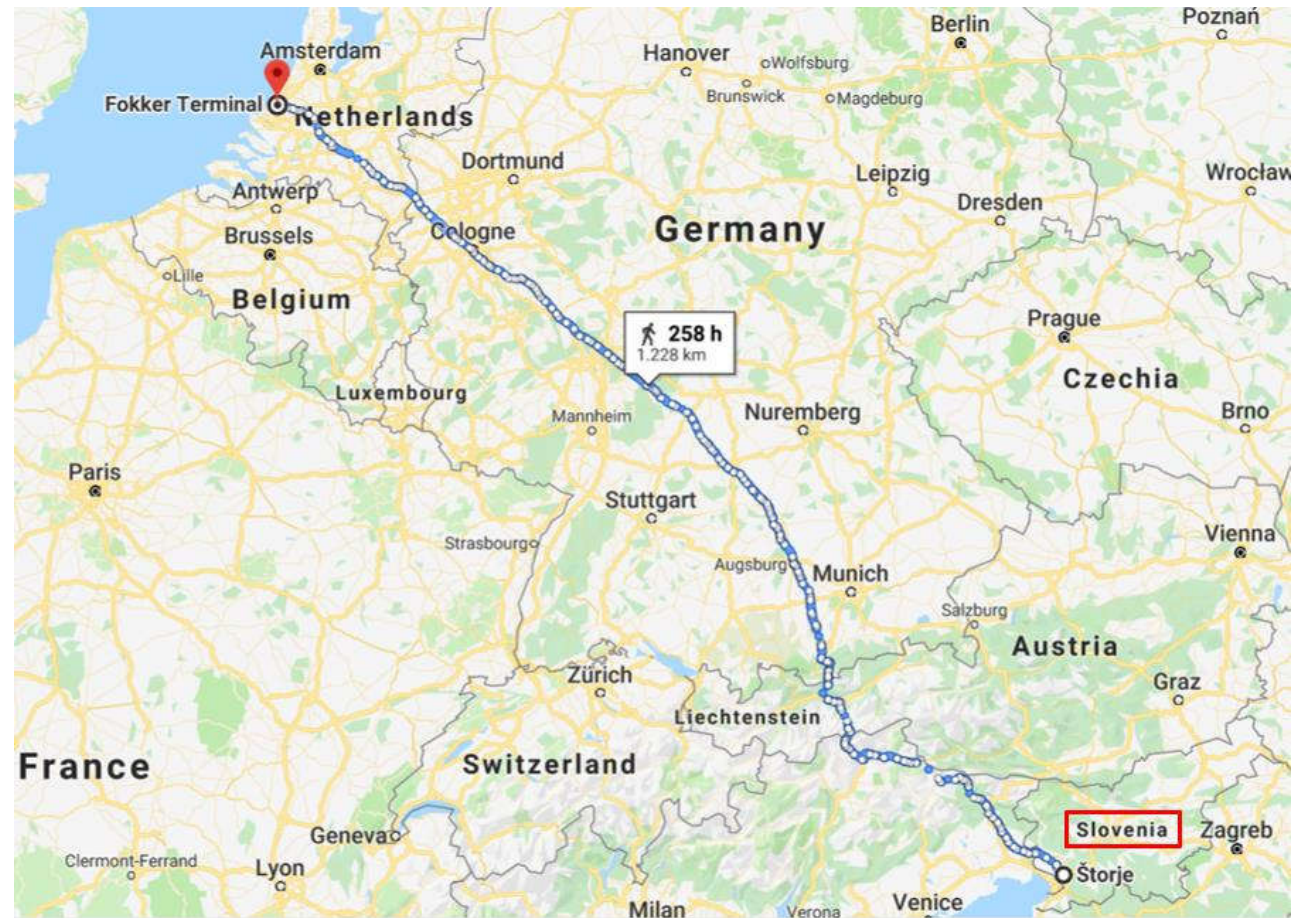 Poznań
Berlin
Amsterdam
Hanover
Wolfsburg
Brunswick
Magdeburg
Fokker Terminal
Netherlands
Dortmund
Leipzig
Wrocław
Antwerp
Dresden
Brussels
Cologne
Germany
Lille
Belgium
258 h
1.228 km
Prague
Czechia
Luxembourg
Mannheim
Nuremberg
Brno
Paris
Stuttgart
Strasbourg
Vienna
Augsburg
Munich
Salzburg
Austria
Zürich
Graz
Liechtenstein
France
Switzerland
Slovenia
Zagreb
Geneva
Clermont-Ferrand
Lyon
Štorje
Venice
Milan
Verona